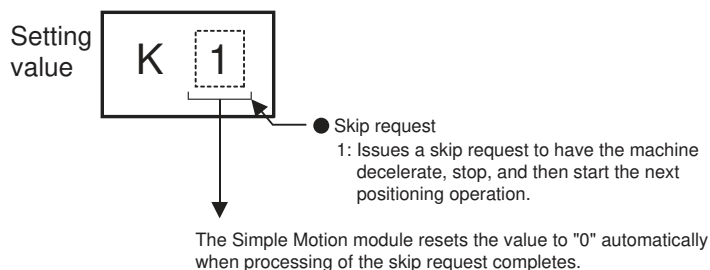 Setting
value
K 1
● Skip request
1: Issues a skip request to have the machine
decelerate, stop, and then start the next
positioning operation.
The Simple Motion module resets the value to "0" automatically
when processing of the skip request completes.